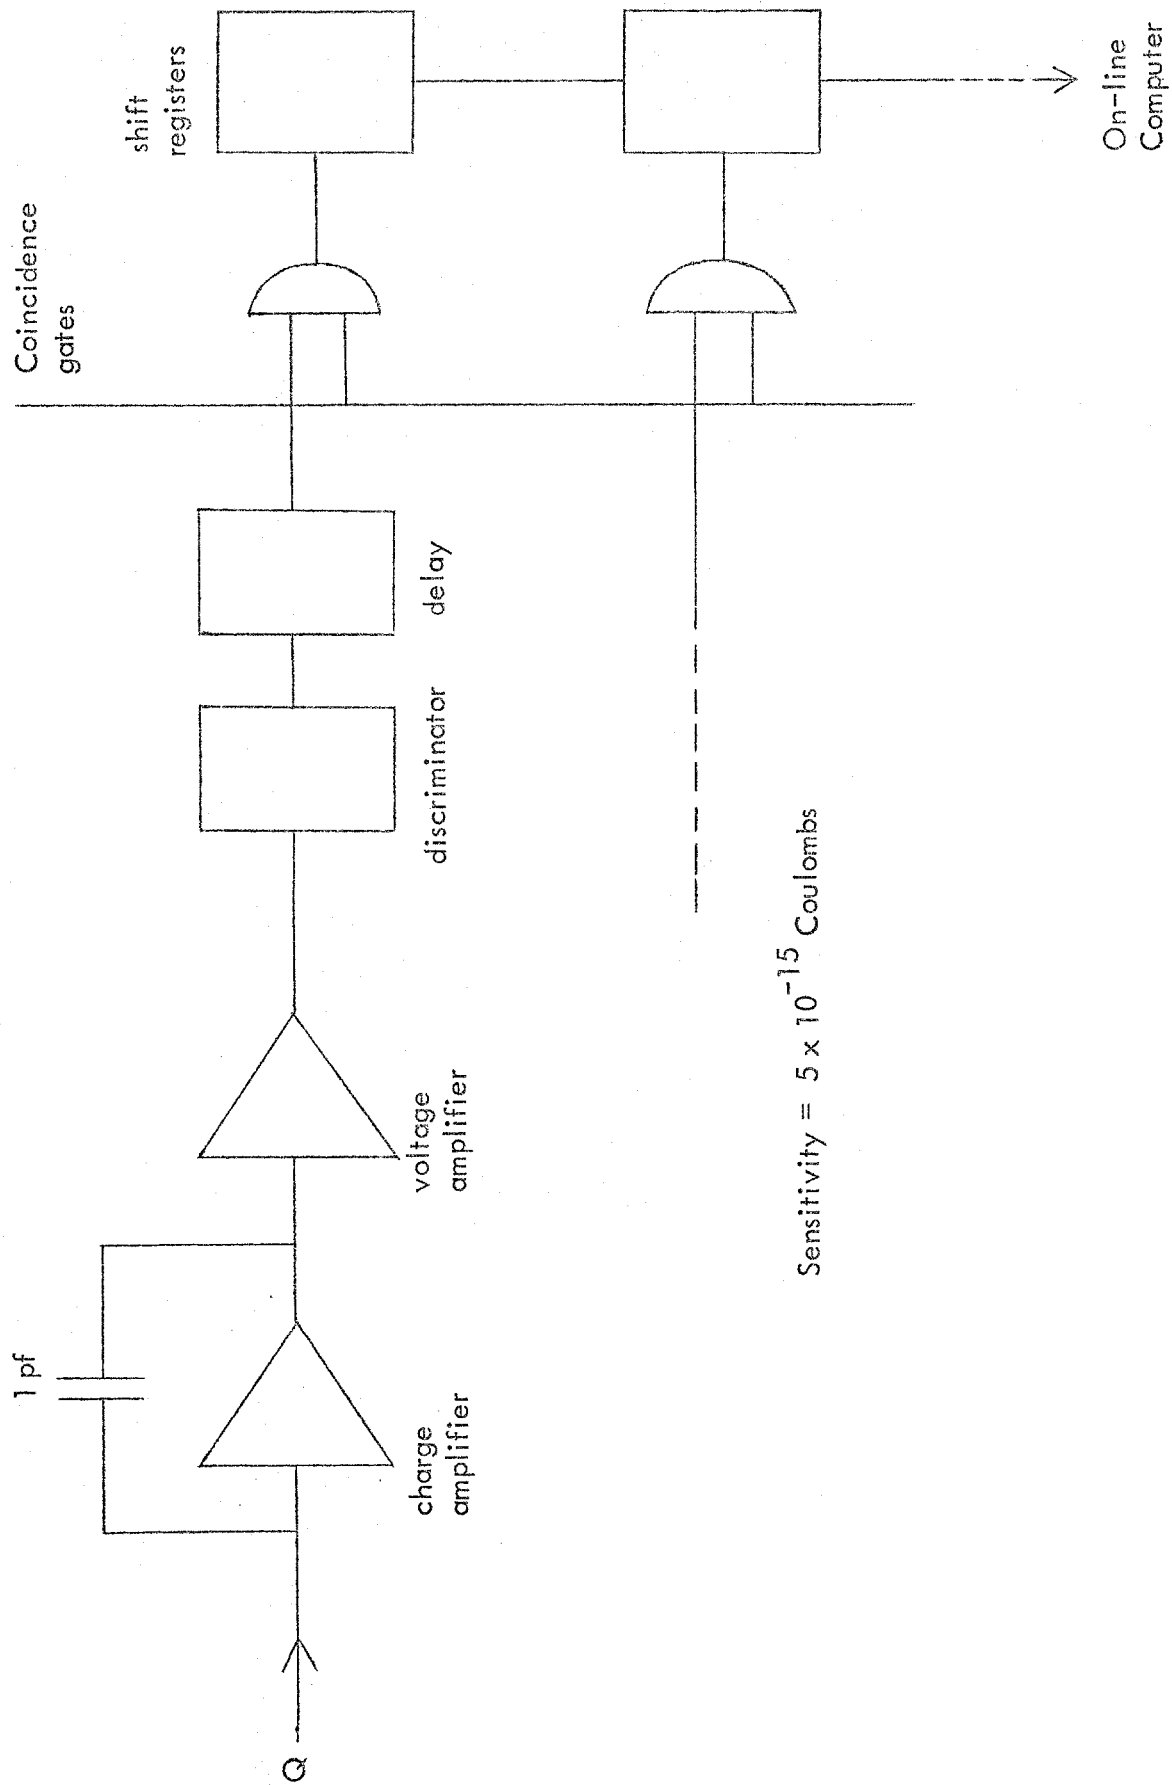 Q
1 pf
charge
amplifier
voltage
amplifier
discriminator
delay
Coincidence
gates
shift
registers
On-line
Computer
Sensitivity = 5 x 10⁻¹⁵ Coulombs